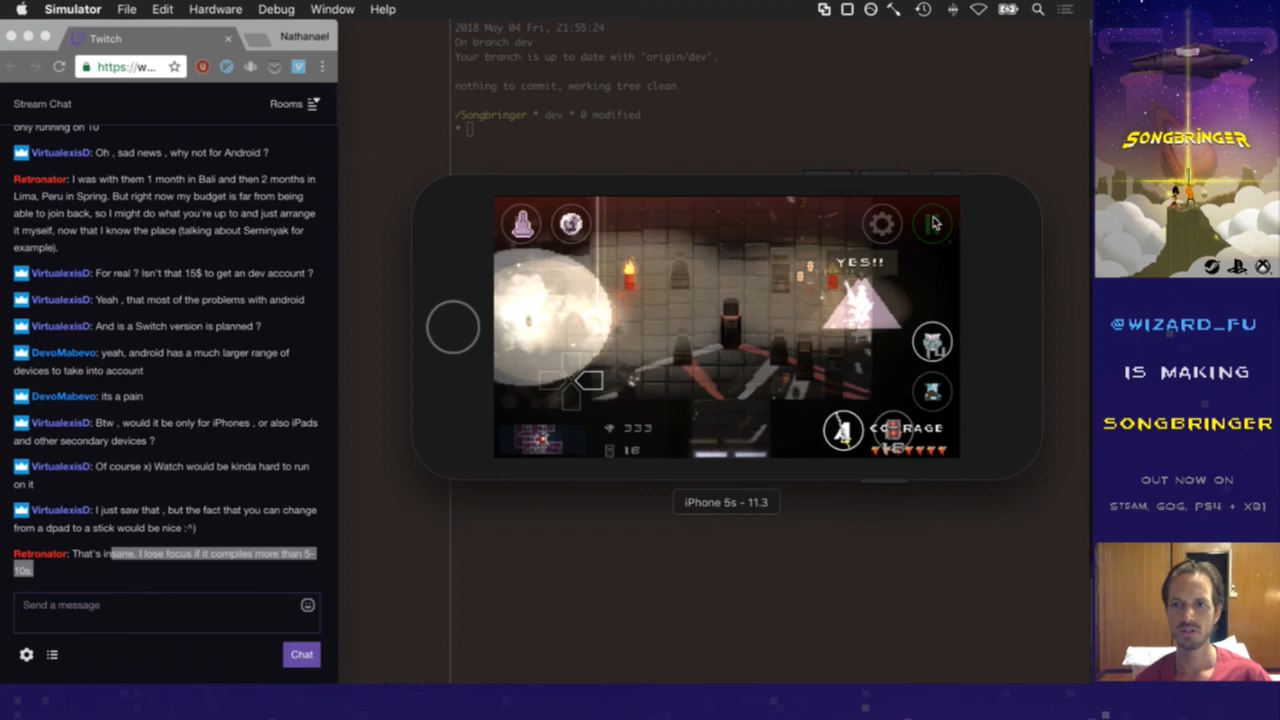 Simulator File Edit Hardware Debug Window Help
Twitch
Nathanael
https://w...
Stream Chat
Rooms
only running on 10
VirtualexisD: Oh , sad news , why not for Android ?
Retronator: I was with them 1 month in Bali and then 2 months in
Lima, Peru in Spring. But right now my budget is far from being
able to join back, so I might do what you're up to and just arrange
it myself, now that I know the place (talking about Seminyak for
example).
VirtualexisD: For real ? Isn't that 15$ to get an dev account ?
VirtualexisD: Yeah , that most of the problems with android
VirtualexisD: And is a Switch version is planned ?
DevoMabevo: yeah, android has a much larger range of
devices to take into account
DevoMabevo: its a pain
VirtualexisD: Btw , would it be only for iPhones , or also iPads
and other secondary devices ?
VirtualexisD: Of course x) Watch would be kinda hard to run
on it
VirtualexisD: I just saw that , but the fact that you can change
from a dpad to a stick would be nice :^)
Retronator: That's insane. I lose focus if it compiles more than 5-
10s.
Send a message
Chat
2018 May 04 Fri, 21:55:24
On branch dev
Your branch is up to date with 'origin/dev'.
nothing to commit, working tree clean
/Songbringer * dev * 0 modified
*
YES!!
333
16
COURAGE
iPhone 5s - 11.3
SONGBRINGER
@WIZARD_FU
IS MAKING
SONGBRINGER
OUT NOW ON
STEAM, GOG, PS4 + XB1